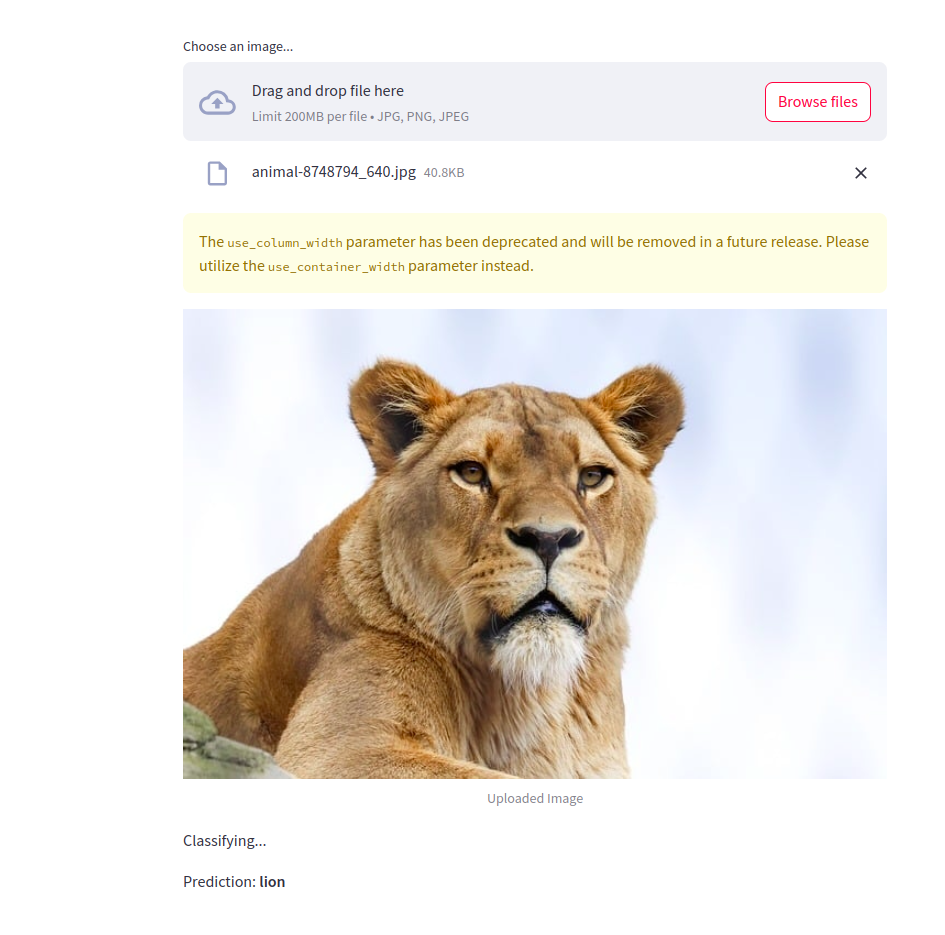 Choose an image...
Drag and drop file here
Limit 200MB per file • JPG, PNG, JPEG
Browse files
animal-8748794_640.jpg 40.8KB
The use_column_width parameter has been deprecated and will be removed in a future release. Please
utilize the use_container_width parameter instead.
Uploaded Image
Classifying...
Prediction: lion